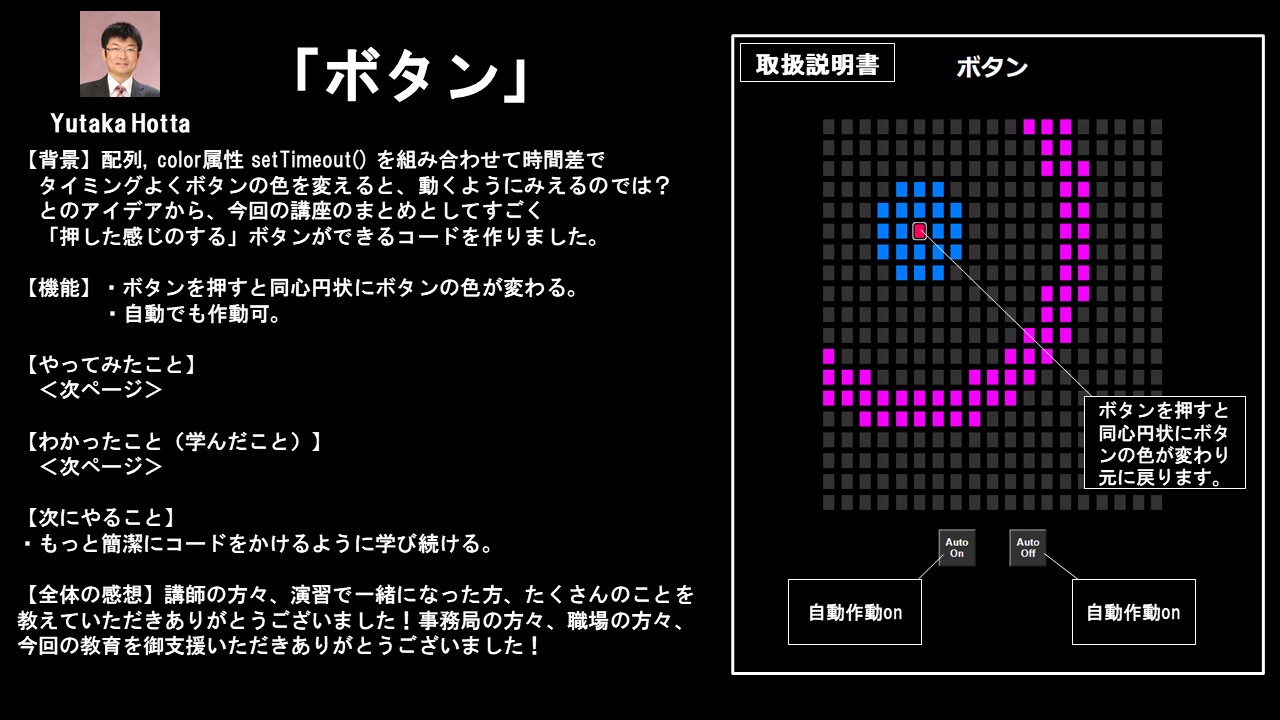 「ボタン」
Yutaka Hotta
【背景】配列, color属性 setTimeout() を組み合わせて時間差で
タイミングよくボタンの色を変えると、動くようにみえるのでは？
とのアイデアから、今回の講座のまとめとしてすごく
「押した感じのする」ボタンができるコードを作りました。
【機能】・ボタンを押すと同心円状にボタンの色が変わる。
・自動でも作動可。
【やってみたこと】
＜次ページ＞
【わかったこと（学んだこと）】
＜次ページ＞
【次にやること】
・もっと簡潔にコードをかけるように学び続ける。
【全体の感想】講師の方々、演習で一緒になった方、たくさんのことを
教えていただきありがとうございました！事務局の方々、職場の方々、
今回の教育を御支援いただきありがとうございました！
取扱説明書
ボタン
ボタンを押すと
同心円状にボタ
ンの色が変わり
元に戻ります。
Auto
On
Auto
Off
自動作動on
自動作動on